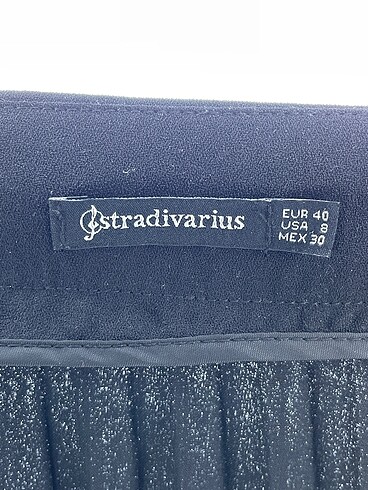 stradivarius
EUR 40
USA 8
MEX 30